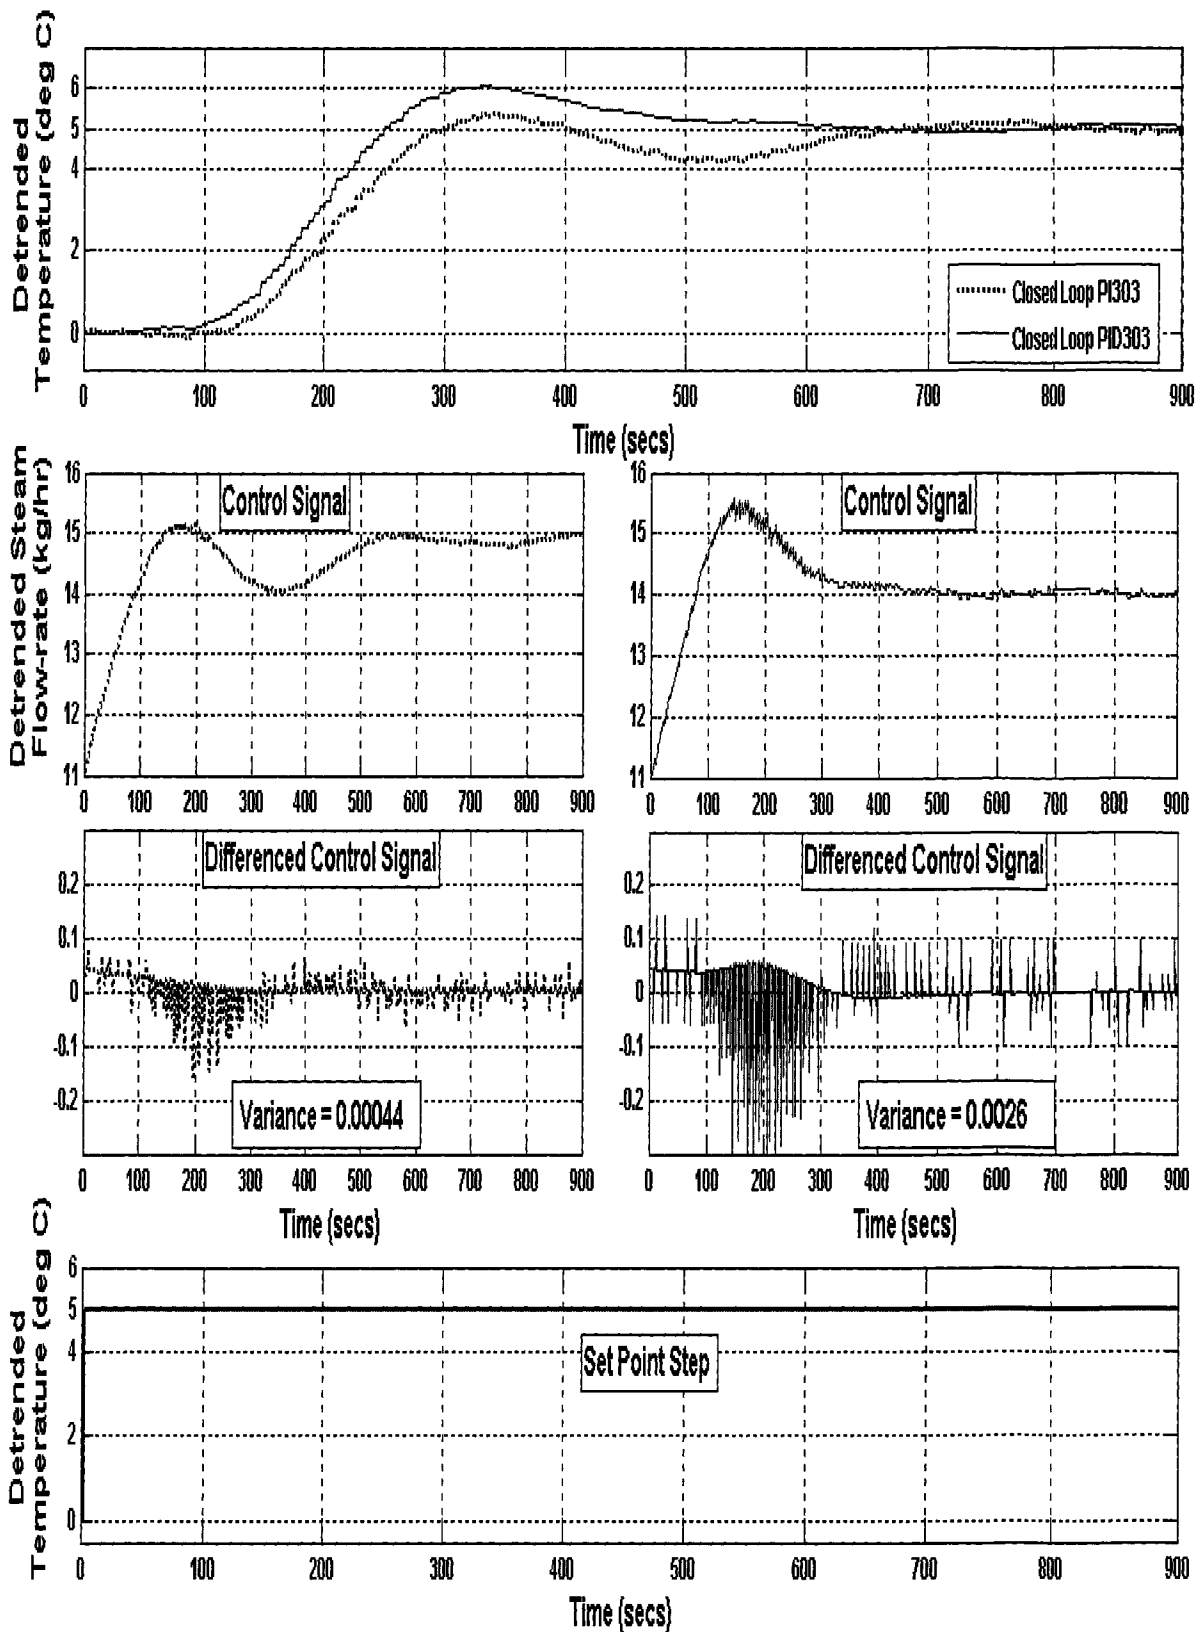 Detrended
Temperature (deg C)
6
5
4
2
0
Closed Loop PI303
Closed Loop PID303
0 100 200 300 400 500 600 700 800 900
Time (secs)
Detrended Steam
Flow-rate (kg/hr)
16
15
14
13
12
11
Control Signal
0 100 200 300 400 500 600 700 800 900
16
15
14
13
12
11
Control Signal
0 100 200 300 400 500 600 700 800 900
Differenced Control Signal
0.2
0.1
0
-0.1
-0.2
Variance = 0.00044
0 100 200 300 400 500 600 700 800 900
Time (secs)
Differenced Control Signal
0.2
0.1
0
-0.1
-0.2
Variance = 0.0026
0 100 200 300 400 500 600 700 800 900
Time (secs)
Detrended
Temperature (deg C)
6
5
4
2
0
Set Point Step
0 100 200 300 400 500 600 700 800 900
Time (secs)